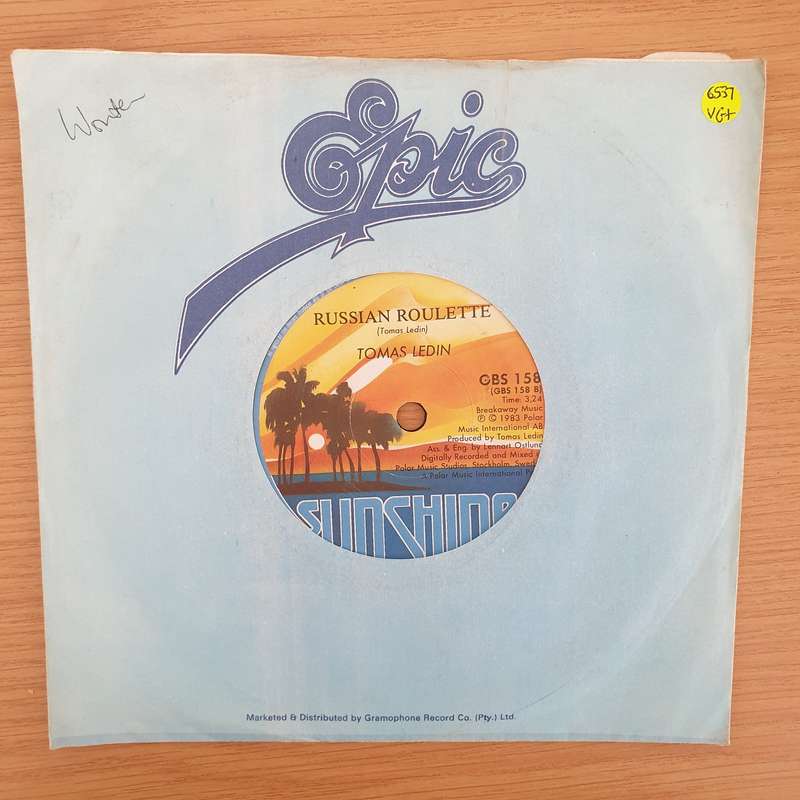 6537
VG+
Epic
RUSSIAN ROULETTE
(Tomas Ledin)
TOMAS LEDIN
GBS 158
(GBS 158 B)
Time: 3,24
Breakaway Music
℗ © 1983 Polar
Music International AB
Produced by Tomas Ledin
Ass. & Eng. by Lennart Ostlund
Digitally Recorded and Mixed
Polar Music Studios, Stockholm, Swed
Polar Music International
SUNSHINE
Marketed & Distributed by Gramophone Record Co. (Pty.) Ltd.